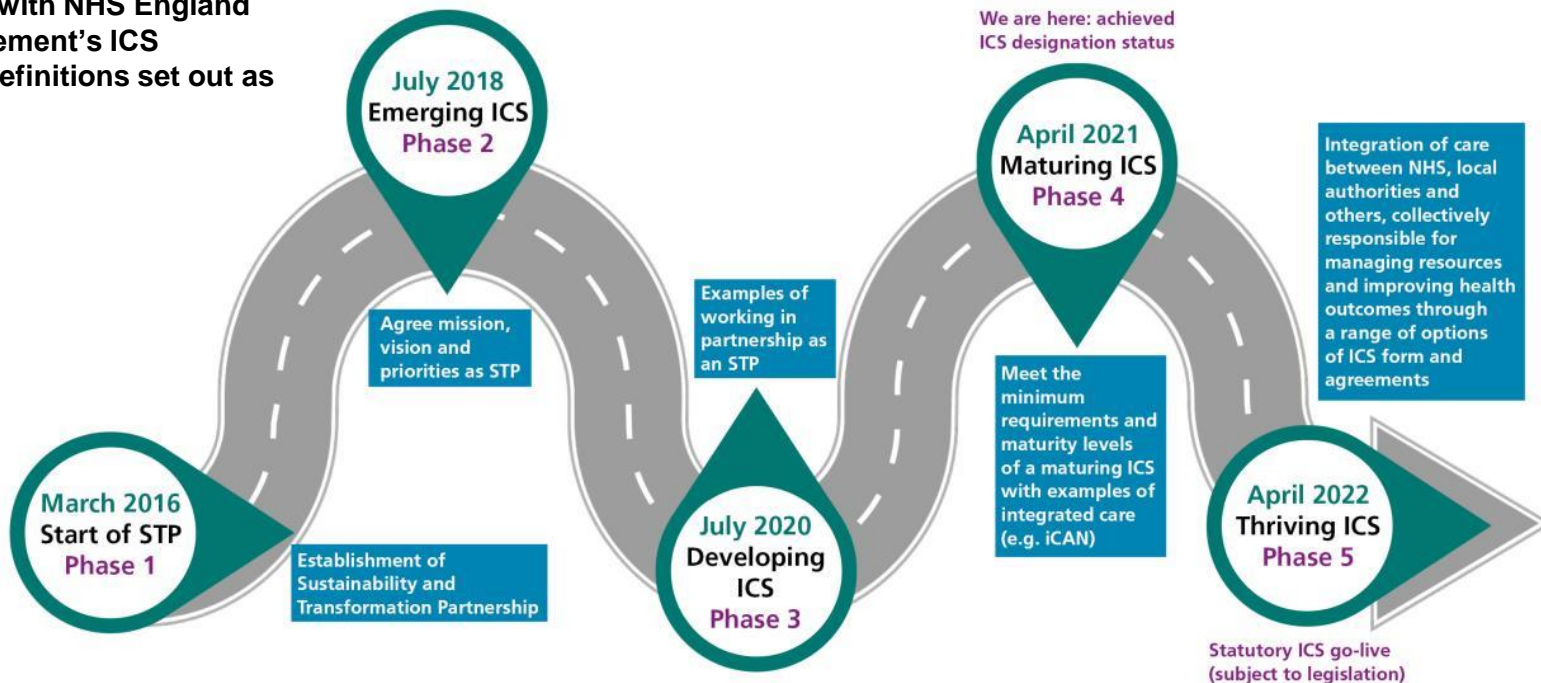 with NHS England
ement’s ICS
efinitions set out as
March 2016
Start of STP
Phase 1
Establishment of
Sustainability and
Transformation Partnership
July 2018
Emerging ICS
Phase 2
Agree mission,
vision and
priorities as STP
Examples of
working in
partnership as
an STP
July 2020
Developing
ICS
Phase 3
We are here: achieved
ICS designation status
April 2021
Maturing ICS
Phase 4
Meet the
minimum
requirements and
maturity levels
of a maturing ICS
with examples of
integrated care
(e.g. iCAN)
Integration of care
between NHS, local
authorities and
others, collectively
responsible for
managing resources
and improving health
outcomes through
a range of options
of ICS form and
agreements
April 2022
Thriving ICS
Phase 5
Statutory ICS go-live
(subject to legislation)